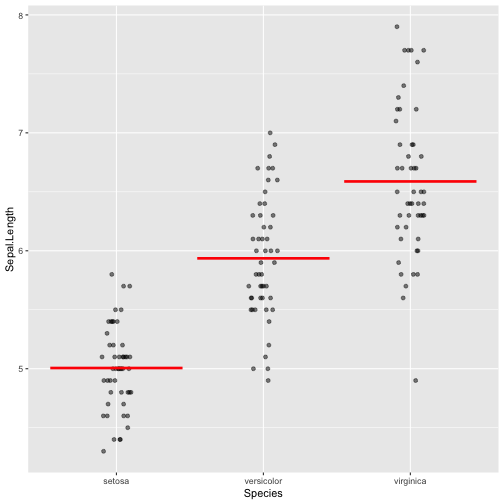 8
7
6
5
Sepal.Length
setosa
versicolor
virginica
Species